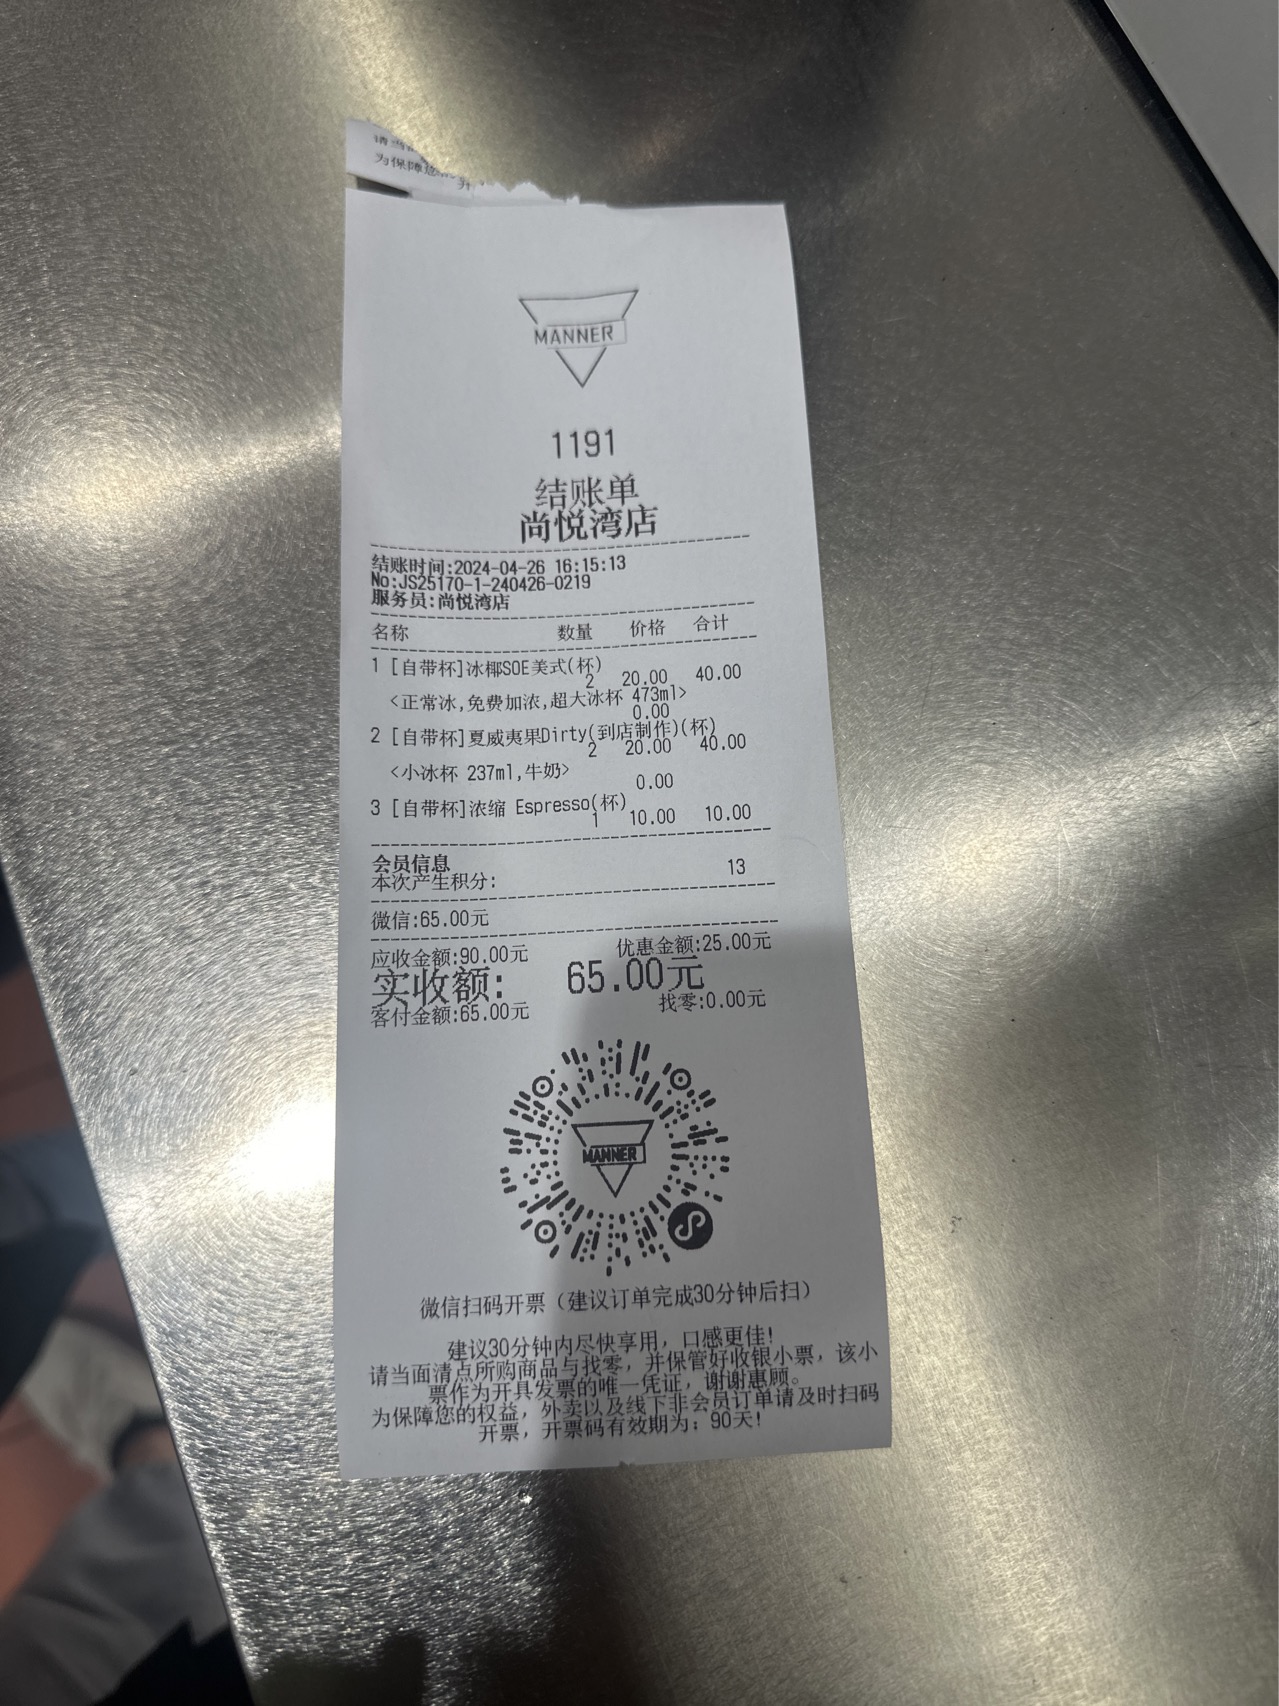 为保障您
MANNER
1191
结账单
尚悦湾店
结账时间:2024-04-26 16:15:13
No:JS25170-1-240426-0219
服务员:尚悦湾店
名称 数量 价格 合计
1 [自带杯]冰椰SOE美式(杯)
2 20.00 40.00
<正常冰,免费加浓,超大冰杯 473ml>
0.00
2 [自带杯]夏威夷果Dirty(到店制作)(杯)
2 20.00 40.00
<小冰杯 237ml,牛奶>
0.00
3 [自带杯]浓缩 Espresso(杯)
1 10.00 10.00
会员信息
本次产生积分: 13
微信:65.00元
应收金额:90.00元 优惠金额:25.00元
实收额: 65.00元
客付金额:65.00元 找零:0.00元
MANNER
微信扫码开票（建议订单完成30分钟后扫）
建议30分钟内尽快享用，口感更佳!
请当面清点所购商品与找零，并保管好收银小票，该小
票作为开具发票的唯一凭证，谢谢惠顾。
为保障您的权益，外卖以及线下非会员订单请及时扫码
开票，开票码有效期为：90天!